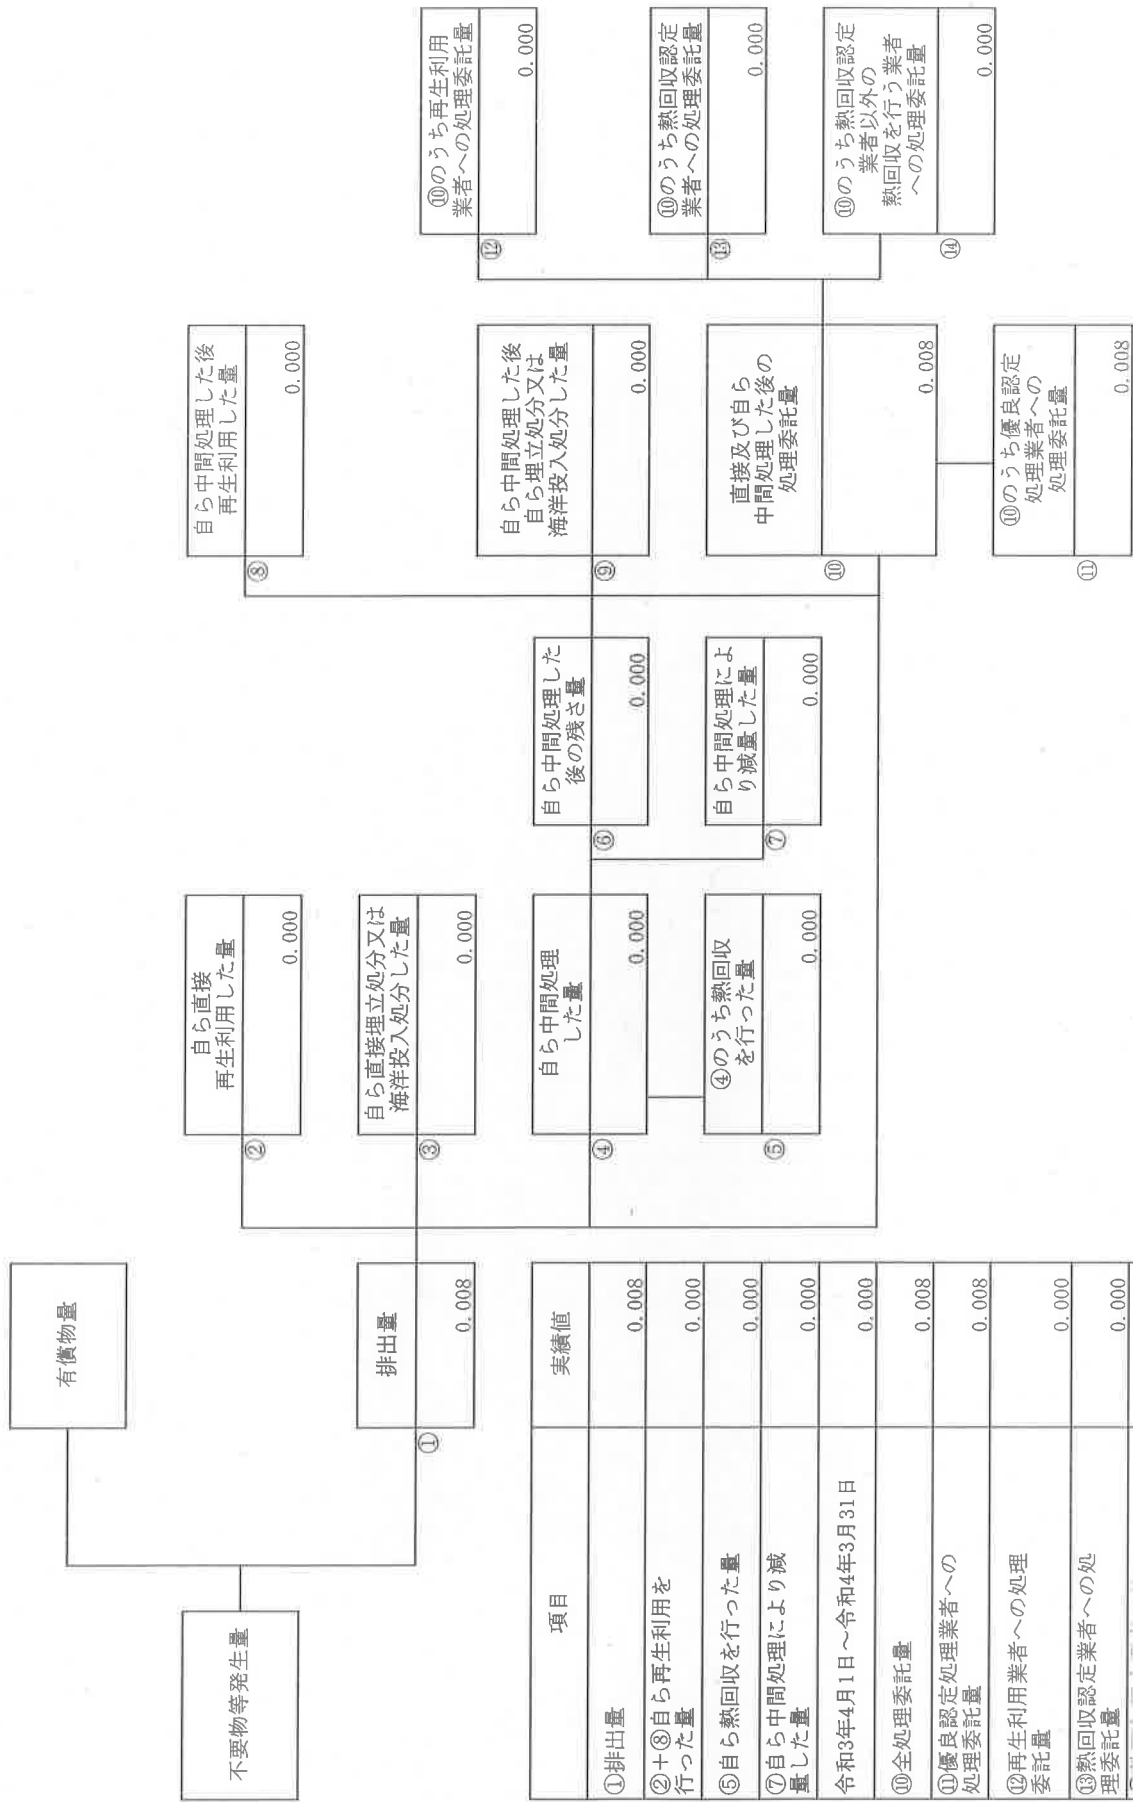 有償物量
不要物等発生量
排出量
①
0.008
自ら直接
再生利用した量
②
0.000
自ら直接埋立処分又は
海洋投入処分した量
③
0.000
自ら中間処理
した量
④
0.000
④のうち熱回収
を行った量
⑤
0.000
自ら中間処理した
後の残さ量
⑥
0.000
自ら中間処理によ
り減量した量
⑦
0.000
自ら中間処理した後
再生利用した量
⑧
0.000
自ら中間処理した後
自ら埋立処分又は
海洋投入処分した量
⑨
0.000
直接及び自ら
中間処理した後の
処理委託量
⑩
0.008
⑩のうち優良認定
処理業者への
処理委託量
⑪
0.008
⑩のうち再生利用
業者への処理委託量
⑫
0.000
⑩のうち熱回収認定
業者への処理委託量
⑬
0.000
⑩のうち熱回収認定
業者以外の
熱回収を行う業者
への処理委託量
⑭
0.000
項目 実績値
①排出量 0.008
②+⑧自ら再生利用を
行った量 0.000
⑤自ら熱回収を行った量 0.000
⑦自ら中間処理により減
量した量 0.000
令和3年4月1日~令和4年3月31日 0.000
⑩全処理委託量 0.008
⑪優良認定処理業者への
処理委託量 0.008
⑫再生利用業者への処理
委託量 0.000
⑬熱回収認定業者への処
理委託量 0.000